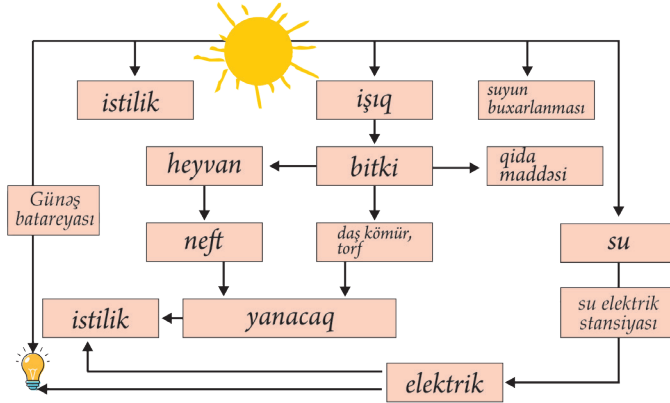 istilik
işıq
suyun
buxarlanması
heyvan
bitki
qida
maddəsi
Günəş
batareyası
neft
daş kömür,
torf
su
istilik
yanacaq
su elektrik
stansiyası
elektrik